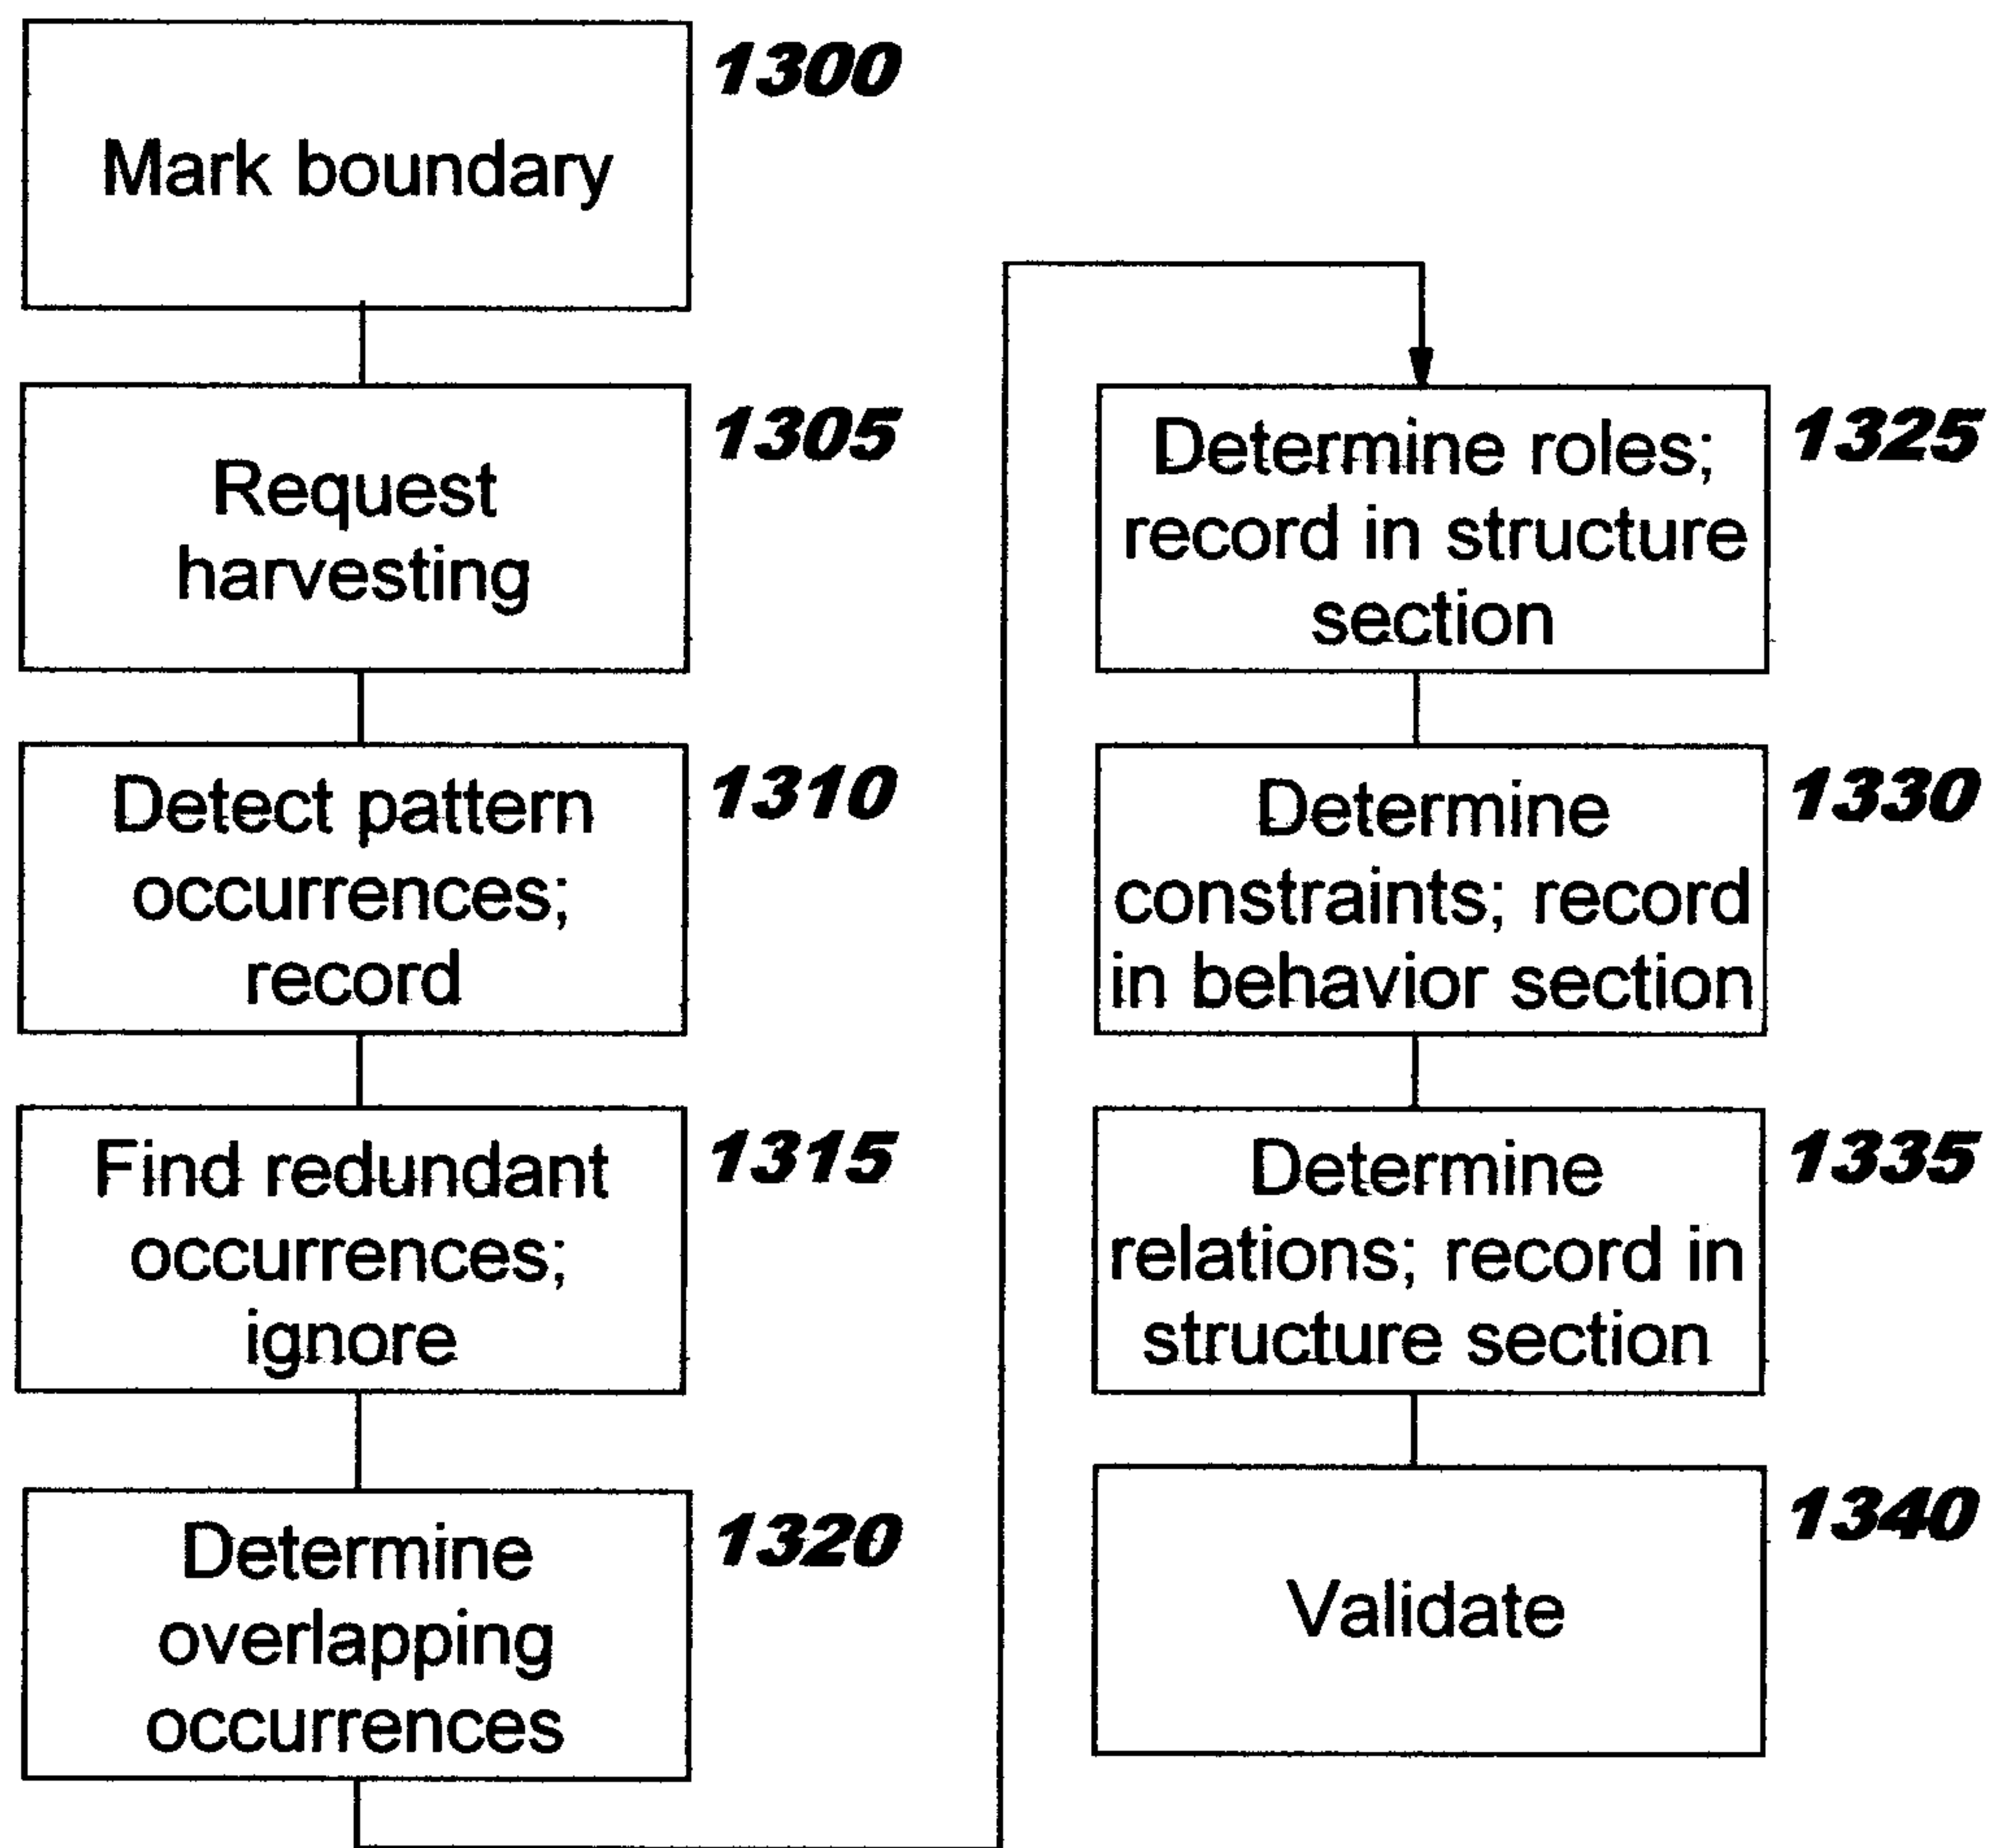 1300
Mark boundary
1305
Request
harvesting
1310
Detect pattern
occurrences;
record
1315
Find redundant
occurrences;
ignore
1320
Determine
overlapping
occurrences
1325
Determine roles;
record in structure
section
1330
Determine
constraints; record
in behavior section
1335
Determine
relations; record in
structure section
1340
Validate